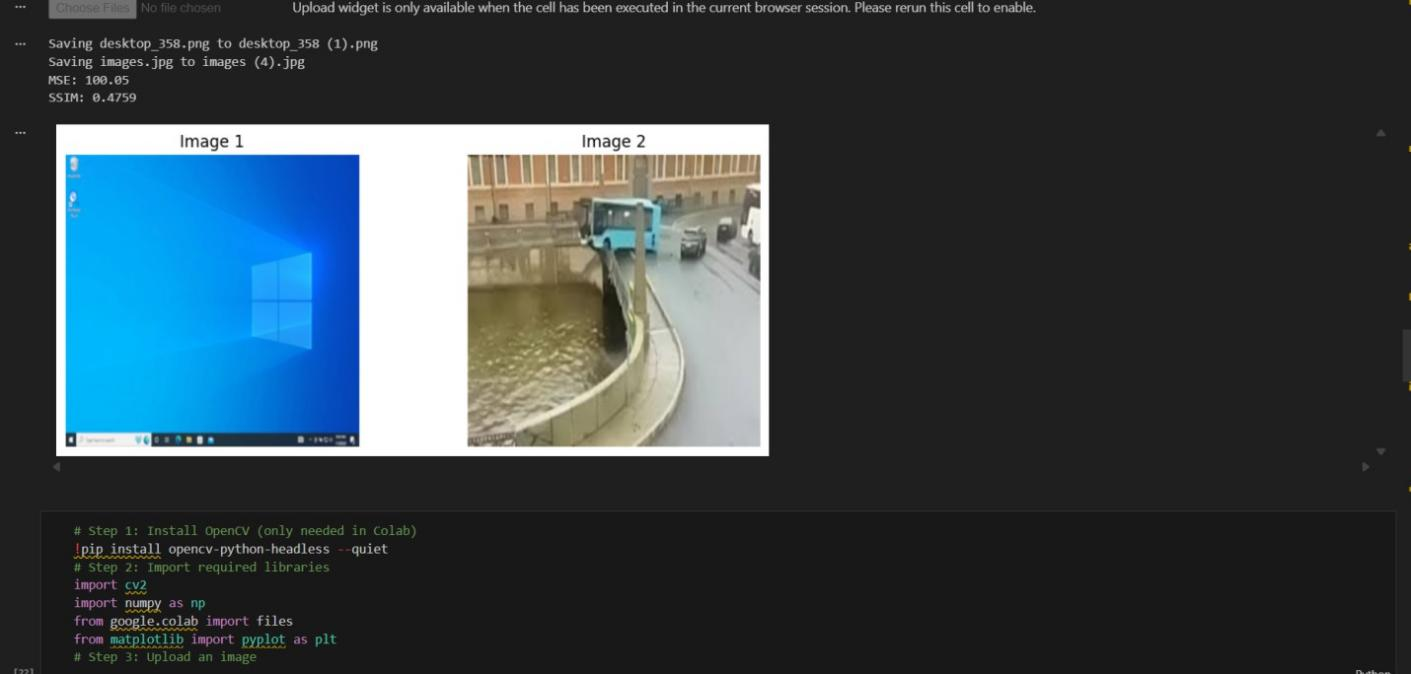 Choose Files No file chosen Upload widget is only available when the cell has been executed in the current browser session. Please rerun this cell to enable.
Saving desktop_358.png to desktop_358 (1).png
Saving images.jpg to images (4).jpg
MSE: 100.05
SSIM: 0.4759
Image 1 Image 2
# Step 1: Install OpenCV (only needed in Colab)
!pip install opencv-python-headless --quiet
# Step 2: Import required libraries
import cv2
import numpy as np
from google.colab import files
from matplotlib import pyplot as plt
# Step 3: Upload an image
[22] Python